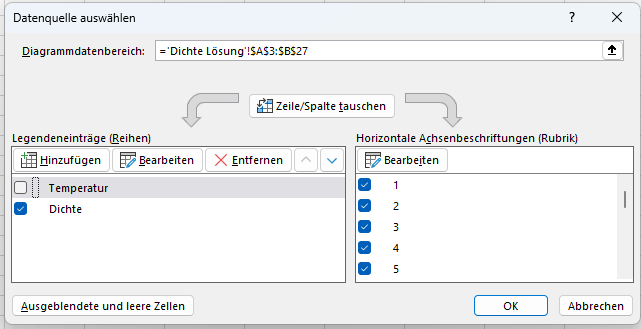 Datenquelle auswählen
?
Diagrammdatenbereich: ='Dichte Lösung'!$A$3:$B$27
Zeile/Spalte tauschen
Legendeneinträge (Reihen)
Hinzufügen Bearbeiten Entfernen
Temperatur
Dichte
Horizontale Achsenbeschriftungen (Rubrik)
Bearbeiten
1
2
3
4
5
Ausgeblendete und leere Zellen
OK Abbrechen